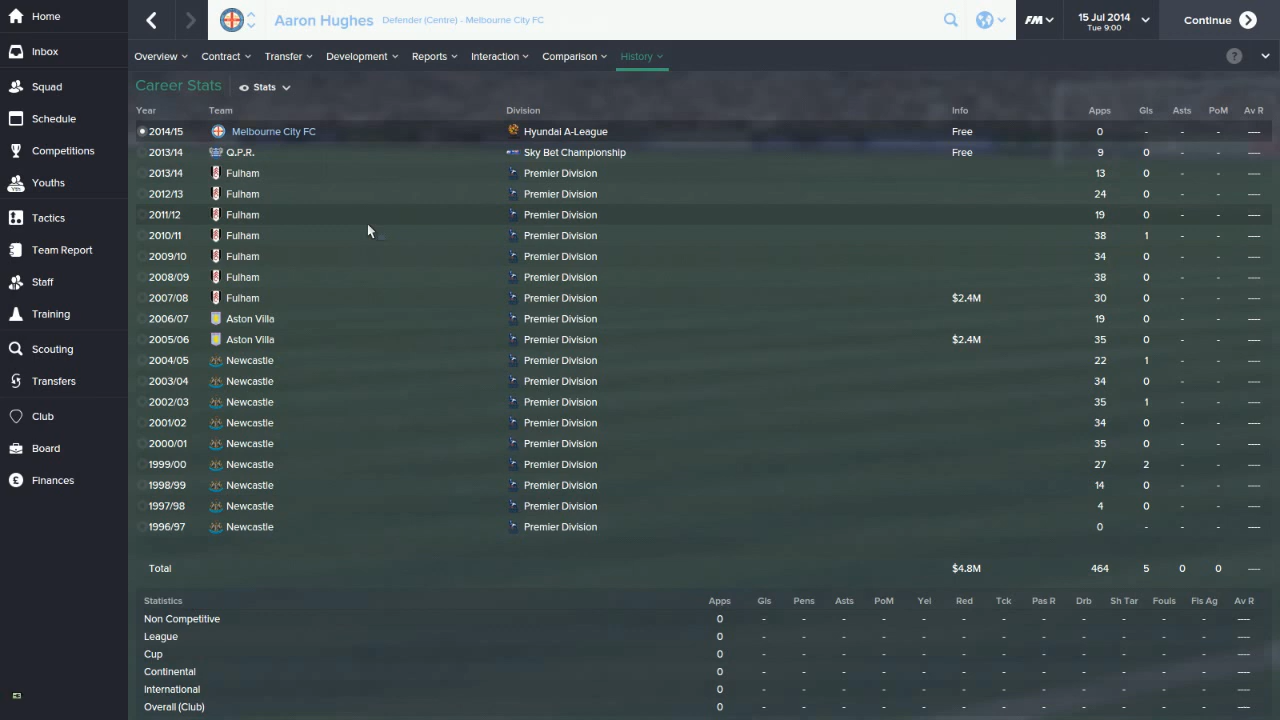 Home
Inbox
Squad
Schedule
Competitions
Youths
Tactics
Team Report
Staff
Training
Scouting
Transfers
Club
Board
Finances
Aaron Hughes Defender (Centre) - Melbourne City FC
FM 15 Jul 2014 Tue 9:00 Continue
Overview Contract Transfer Development Reports Interaction Comparison History ?
Career Stats Stats
Year Team Division Info Apps Gls Asts PoM Av R
2014/15 Melbourne City FC Hyundai A-League Free 0 - - - ---
2013/14 Q.P.R. Sky Bet Championship Free 9 0 - - ---
2013/14 Fulham Premier Division 13 0 - - ---
2012/13 Fulham Premier Division 24 0 - - ---
2011/12 Fulham Premier Division 19 0 - - ---
2010/11 Fulham Premier Division 38 1 - - ---
2009/10 Fulham Premier Division 34 0 - - ---
2008/09 Fulham Premier Division 38 0 - - ---
2007/08 Fulham Premier Division $2.4M 30 0 - - ---
2006/07 Aston Villa Premier Division 19 0 - - ---
2005/06 Aston Villa Premier Division $2.4M 35 0 - - ---
2004/05 Newcastle Premier Division 22 1 - - ---
2003/04 Newcastle Premier Division 34 0 - - ---
2002/03 Newcastle Premier Division 35 1 - - ---
2001/02 Newcastle Premier Division 34 0 - - ---
2000/01 Newcastle Premier Division 35 0 - - ---
1999/00 Newcastle Premier Division 27 2 - - ---
1998/99 Newcastle Premier Division 14 0 - - ---
1997/98 Newcastle Premier Division 4 0 - - ---
1996/97 Newcastle Premier Division 0 - - - ---
Total $4.8M 464 5 0 0 ---
Statistics Apps Gls Pens Asts PoM Yel Red Tck Pas R Drb Sh Tar Fouls Fls Ag Av R
Non Competitive 0 - - - - - - - - - - - - ---
League 0 - - - - - - - - - - - - ---
Cup 0 - - - - - - - - - - - - ---
Continental 0 - - - - - - - - - - - - ---
International 0 - - - - - - - - - - - - ---
Overall (Club) 0 - - - - - - - - - - - - ---